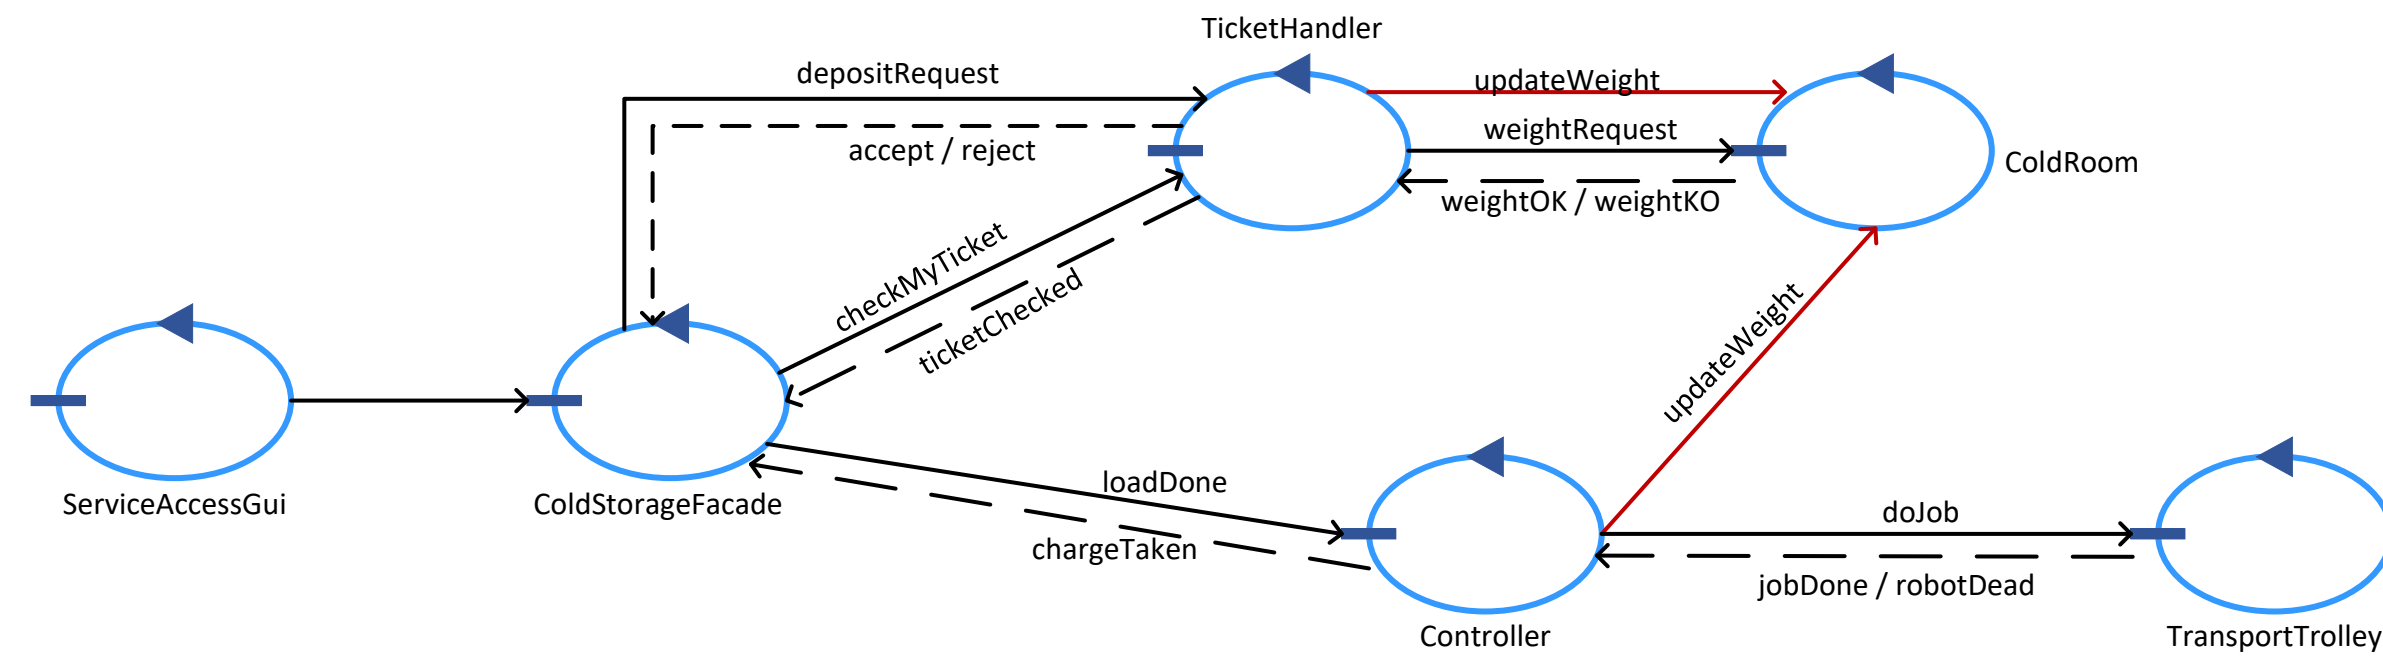 TicketHandler
depositRequest
updateWeight
weightRequest
accept / reject
ColdRoom
weightOK / weightKO
checkMyTicket
ticketChecked
updateWeight
loadDone
ServiceAccessGui
ColdStorageFacade
doJob
chargeTaken
jobDone / robotDead
Controller
TransportTrolley